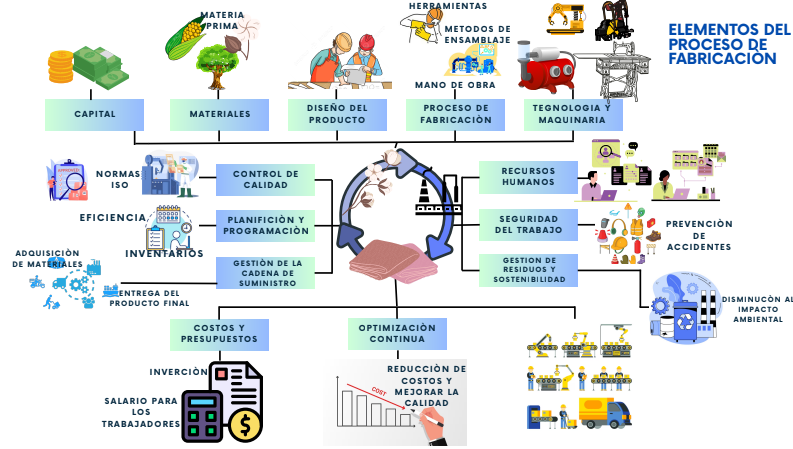 ELEMENTOS DEL
PROCESO DE
FABRICACIÒN
MATERIA
PRIMA
HERRAMIENTAS
METODOS DE
ENSAMBLAJE
MANO DE OBRA
CAPITAL
MATERIALES
DISEÑO DEL
PRODUCTO
PROCESO DE
FABRICACIÒN
TEGNOLOGIA Y
MAQUINARIA
NORMAS
ISO
CONTROL DE
CALIDAD
RECURSOS
HUMANOS
EFICIENCIA
INVENTARIOS
PLANIFICIÒN Y
PROGRAMACIÒN
SEGURIDAD
DEL TRABAJO
PREVENCIÒN
DE
ACCIDENTES
ADQUISICIÒN
DE MATERIALES
ENTREGA DEL
PRODUCTO FINAL
GESTIÒN DE LA
CADENA DE
SUMINISTRO
GESTION DE
RESIDUOS Y
SOSTENIBILIDAD
DISMINUCÒN AL
IMPACTO
AMBIENTAL
COSTOS Y
PRESUPUESTOS
OPTIMIZACIÒN
CONTINUA
INVERCIÒN
SALARIO PARA
LOS
TRABAJADORES
$
REDUCCIÒN DE
COSTOS Y
MEJORAR LA
CALIDAD
COST